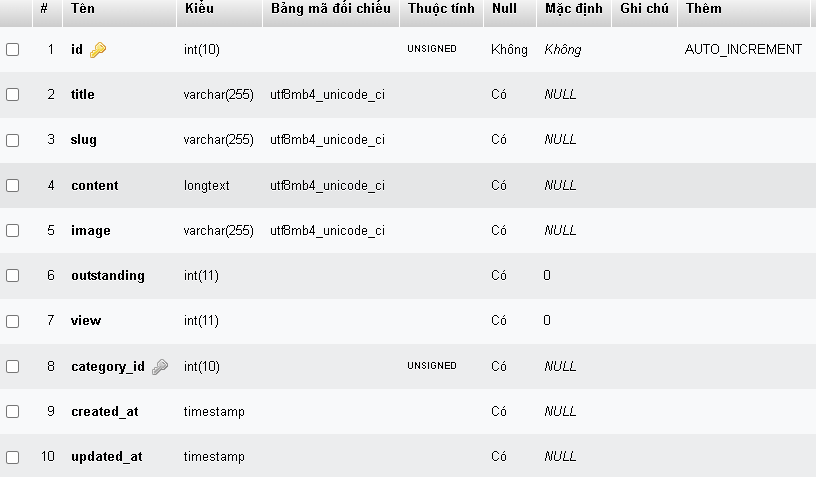 # Tên Kiểu Bảng mã đối chiếu Thuộc tính Null Mặc định Ghi chú Thêm
1 id int(10) UNSIGNED Không Không AUTO_INCREMENT
2 title varchar(255) utf8mb4_unicode_ci Có NULL
3 slug varchar(255) utf8mb4_unicode_ci Có NULL
4 content longtext utf8mb4_unicode_ci Có NULL
5 image varchar(255) utf8mb4_unicode_ci Có NULL
6 outstanding int(11) Có 0
7 view int(11) Có 0
8 category_id int(10) UNSIGNED Có NULL
9 created_at timestamp Có NULL
10 updated_at timestamp Có NULL